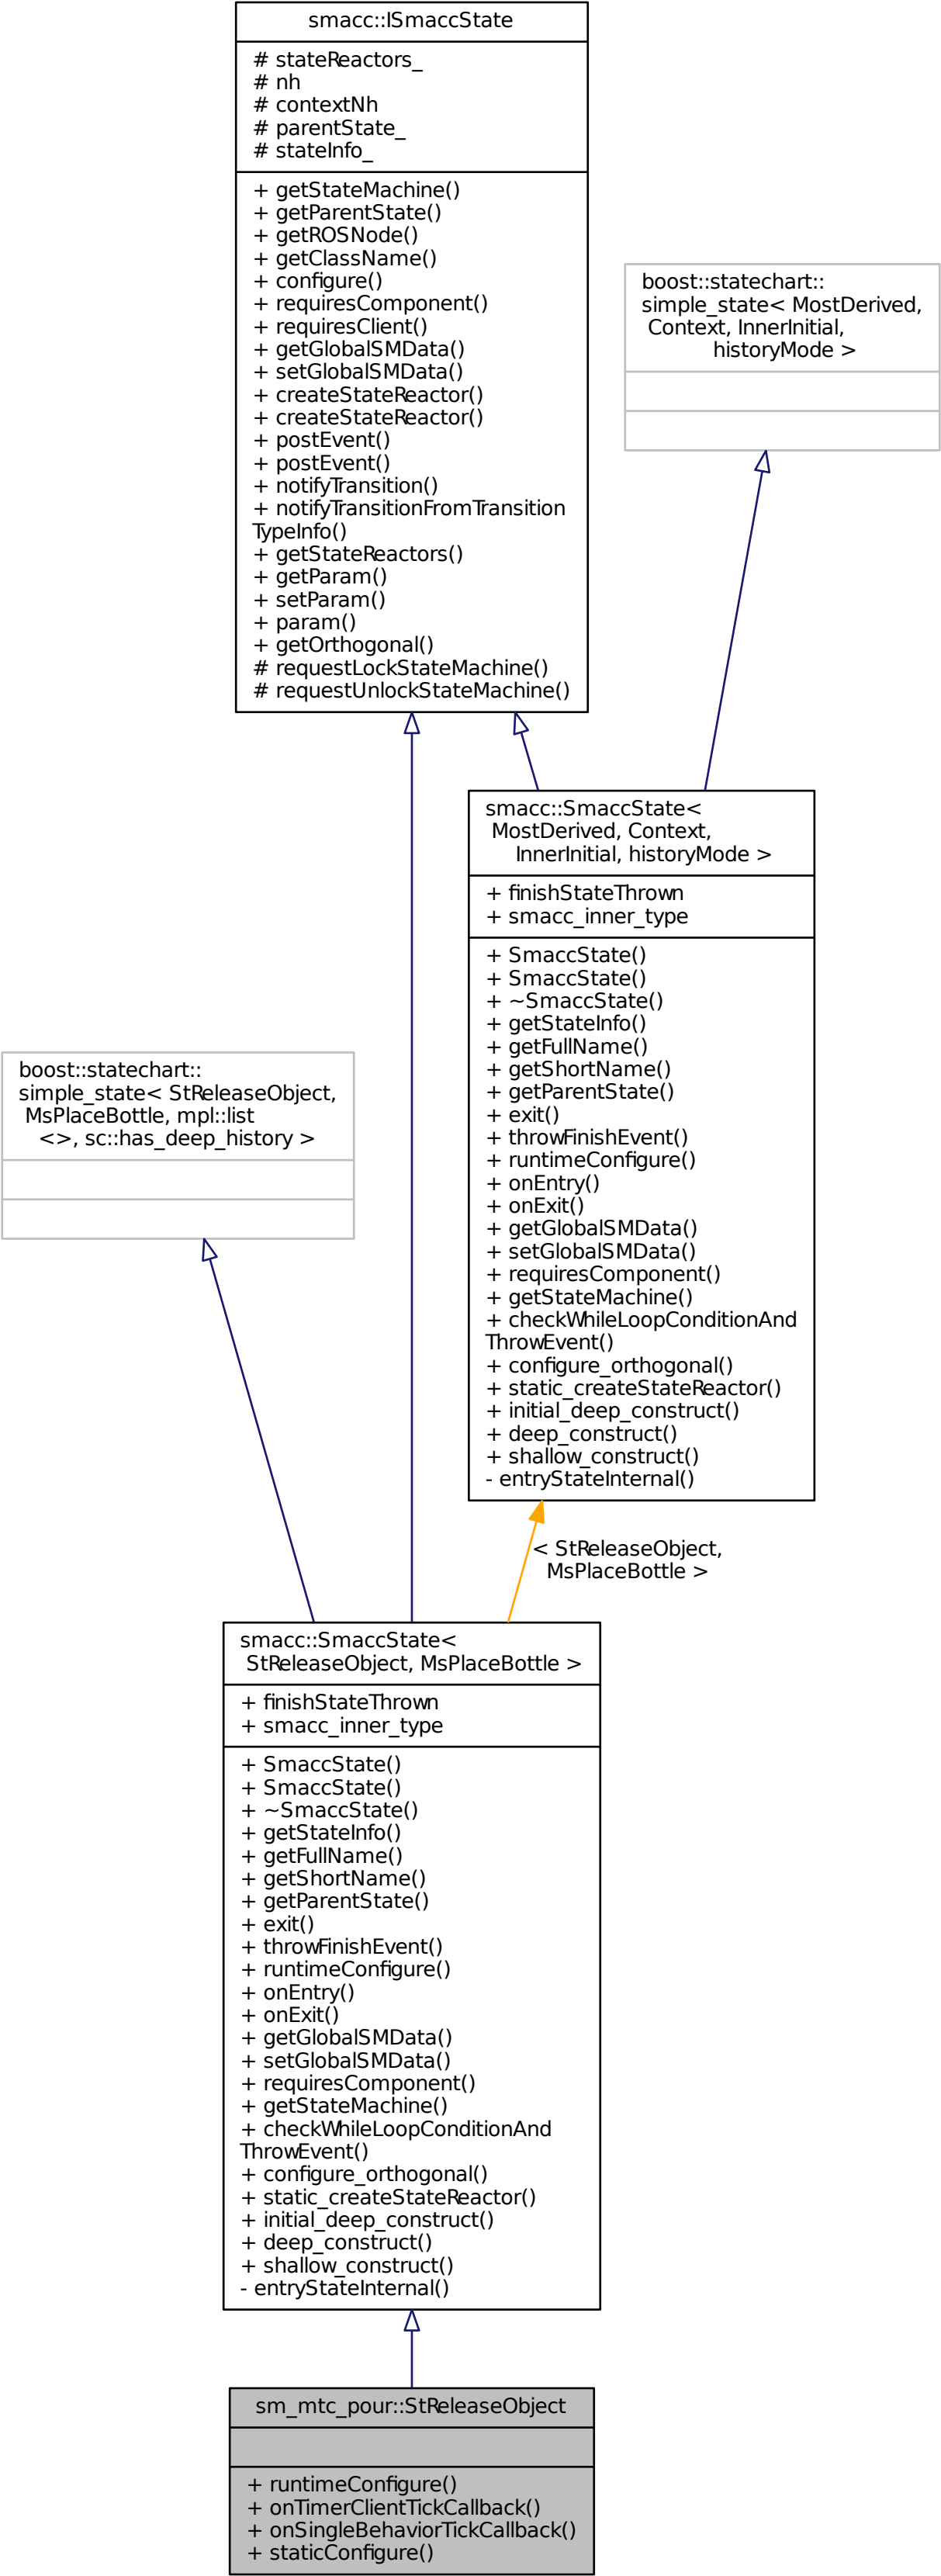 smacc::ISmaccState
# stateReactors_
# nh
# contextNh
# parentState_
# stateInfo_
+ getStateMachine()
+ getParentState()
+ getROSNode()
+ getClassName()
+ configure()
+ requiresComponent()
+ requiresClient()
+ getGlobalSMData()
+ setGlobalSMData()
+ createStateReactor()
+ createStateReactor()
+ postEvent()
+ postEvent()
+ notifyTransition()
+ notifyTransitionFromTransition
TypeInfo()
+ getStateReactors()
+ getParam()
+ setParam()
+ param()
+ getOrthogonal()
# requestLockStateMachine()
# requestUnlockStateMachine()
boost::statechart::
simple_state< MostDerived,
Context, InnerInitial,
historyMode >
smacc::SmaccState<
MostDerived, Context,
InnerInitial, historyMode >
+ finishStateThrown
+ smacc_inner_type
+ SmaccState()
+ SmaccState()
+ ~SmaccState()
+ getStateInfo()
+ getFullName()
+ getShortName()
+ getParentState()
+ exit()
+ throwFinishEvent()
+ runtimeConfigure()
+ onEntry()
+ onExit()
+ getGlobalSMData()
+ setGlobalSMData()
+ requiresComponent()
+ getStateMachine()
+ checkWhileLoopConditionAnd
ThrowEvent()
+ configure_orthogonal()
+ static_createStateReactor()
+ initial_deep_construct()
+ deep_construct()
+ shallow_construct()
- entryStateInternal()
boost::statechart::
simple_state< StReleaseObject,
MsPlaceBottle, mpl::list
<>, sc::has_deep_history >
< StReleaseObject,
MsPlaceBottle >
smacc::SmaccState<
StReleaseObject, MsPlaceBottle >
+ finishStateThrown
+ smacc_inner_type
+ SmaccState()
+ SmaccState()
+ ~SmaccState()
+ getStateInfo()
+ getFullName()
+ getShortName()
+ getParentState()
+ exit()
+ throwFinishEvent()
+ runtimeConfigure()
+ onEntry()
+ onExit()
+ getGlobalSMData()
+ setGlobalSMData()
+ requiresComponent()
+ getStateMachine()
+ checkWhileLoopConditionAnd
ThrowEvent()
+ configure_orthogonal()
+ static_createStateReactor()
+ initial_deep_construct()
+ deep_construct()
+ shallow_construct()
- entryStateInternal()
sm_mtc_pour::StReleaseObject
+ runtimeConfigure()
+ onTimerClientTickCallback()
+ onSingleBehaviorTickCallback()
+ staticConfigure()